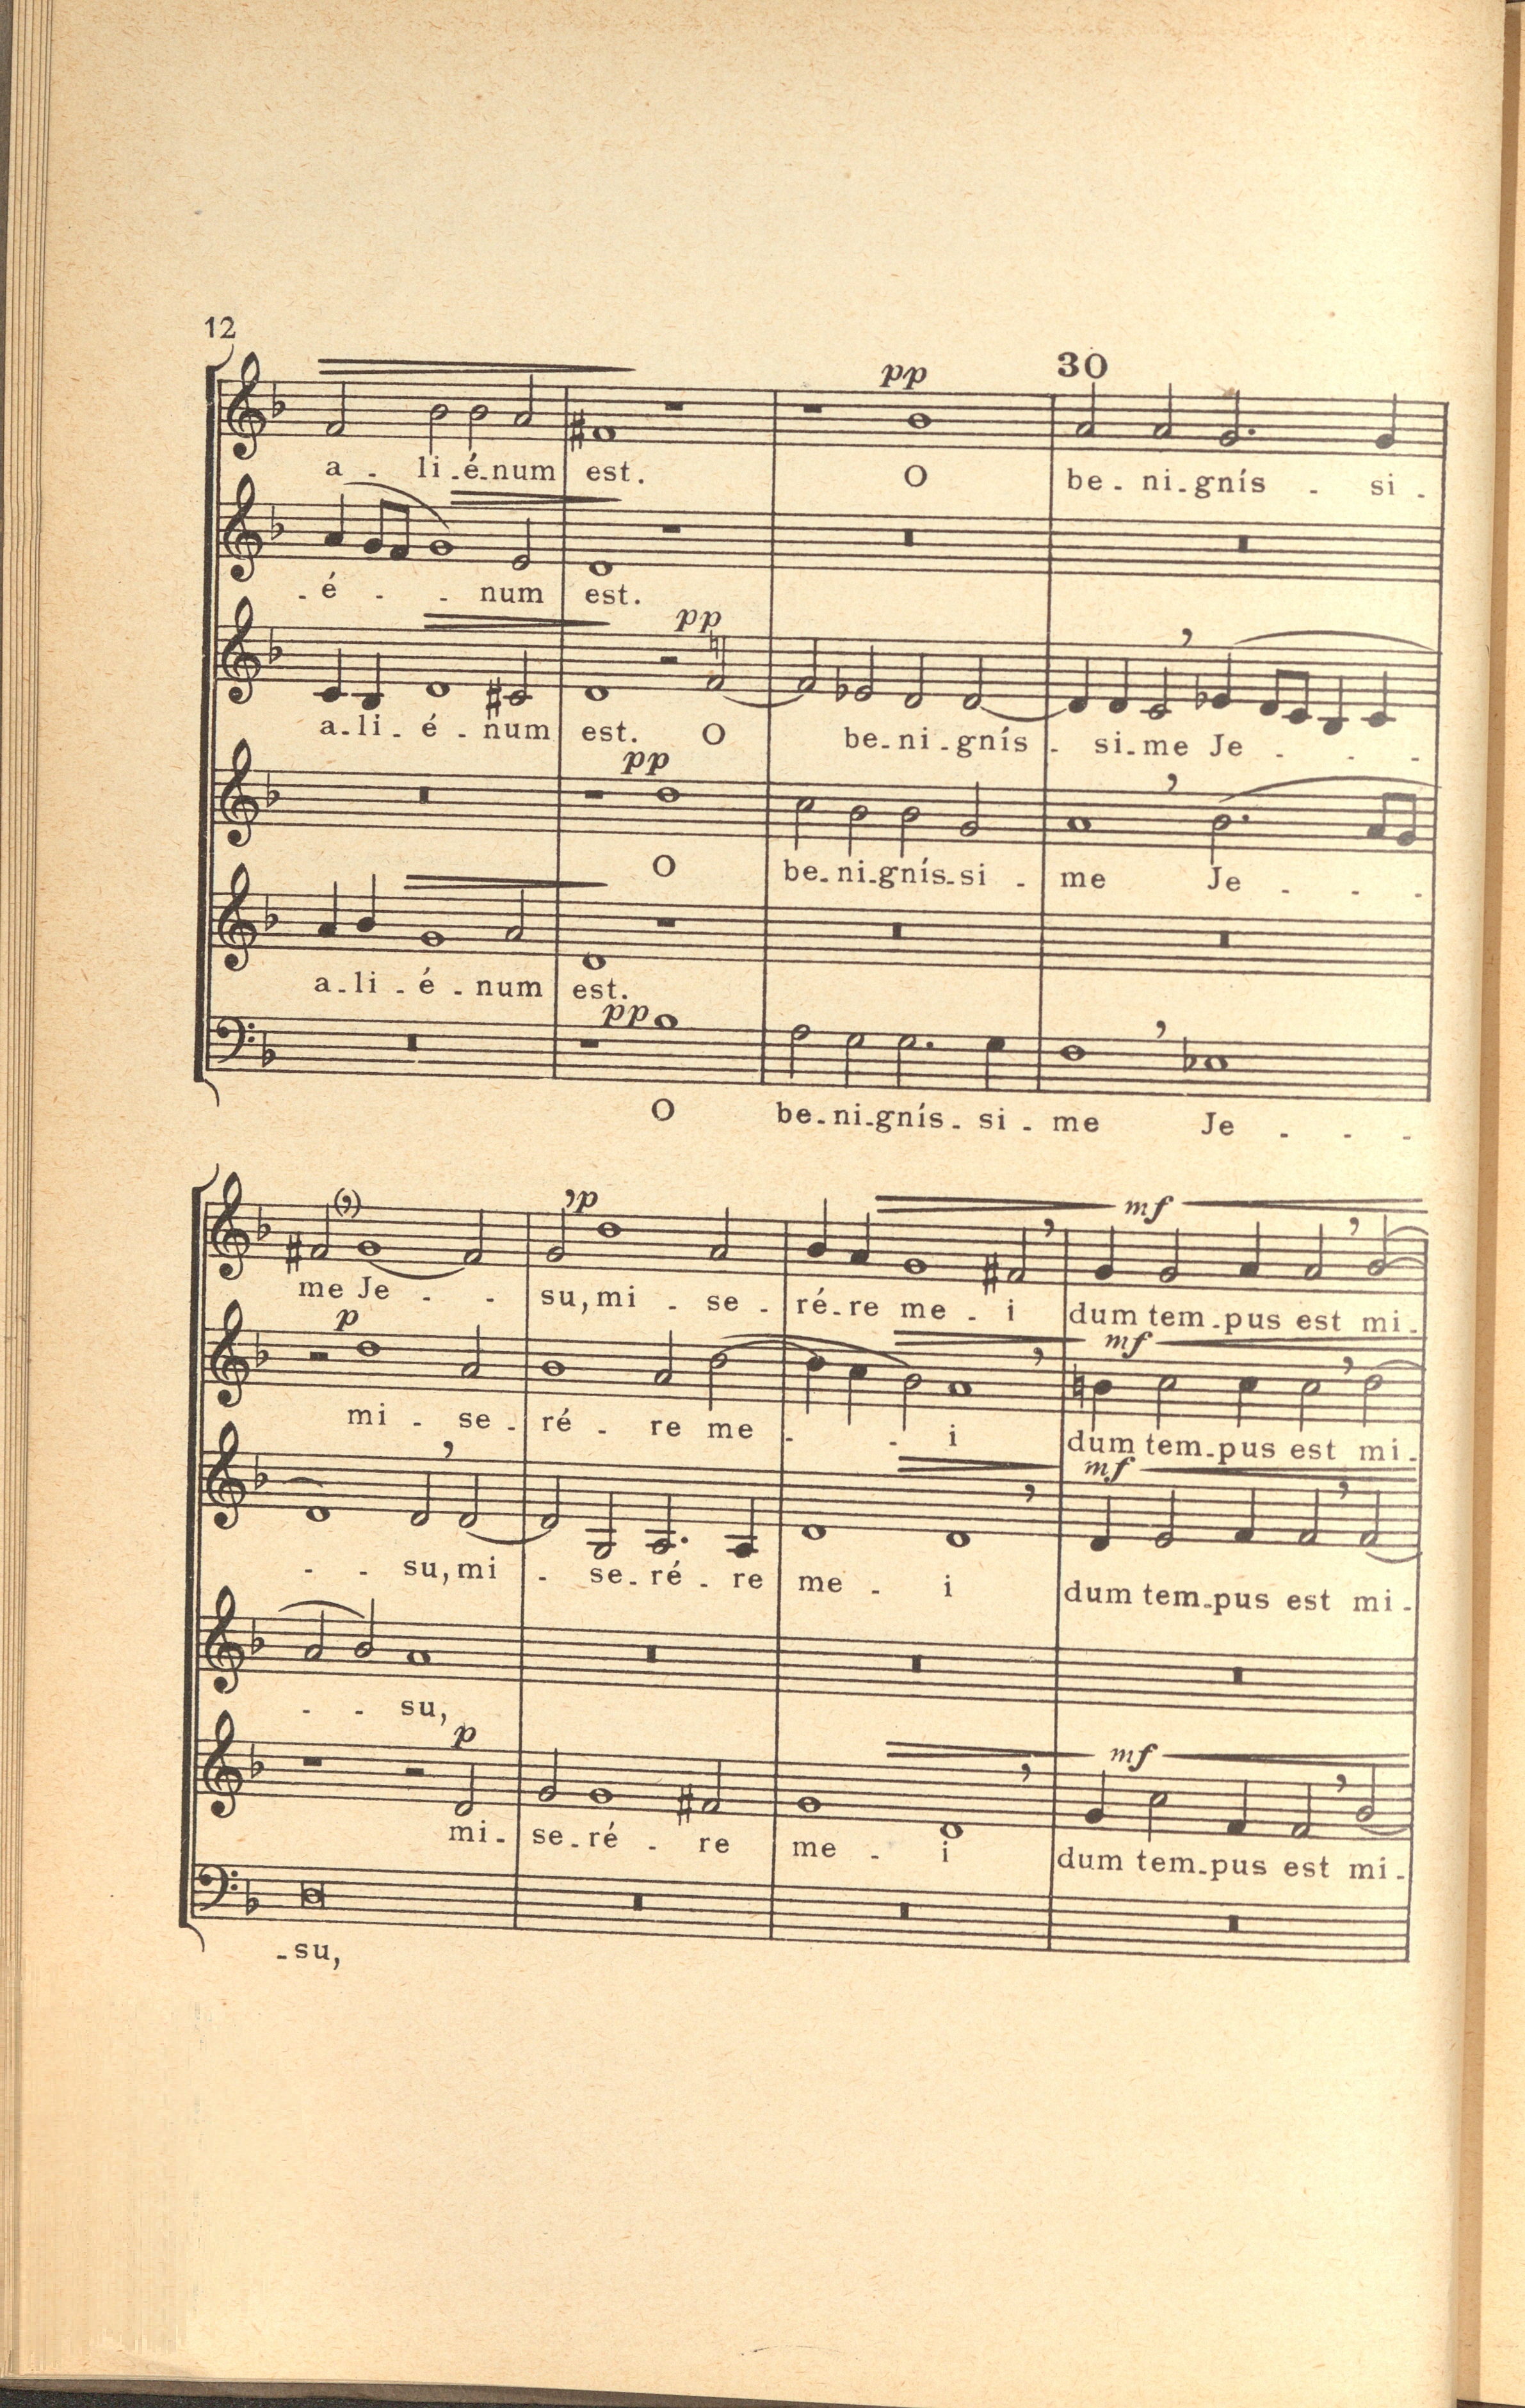 12
30
pp
a - li - é - num est. O be - ni - gnís - si -
- é - - num est.
pp
a - li - é - num est. O be - ni - gnís - si - me Je - - - -
pp
O be - ni - gnís - si - me Je - - -
a - li - é - num est.
pp
O be - ni - gnís - si - me Je - - -
p mf
me Je - - su, mi - se - ré - re me - i dum tem - pus est mi -
p mf
mi - se - ré - re me - - i dum tem - pus est mi -
mf
- - su, mi - se - ré - re me - i dum tem - pus est mi -
- - su,
p mf
mi - se - ré - re me - i dum tem - pus est mi -
- su,